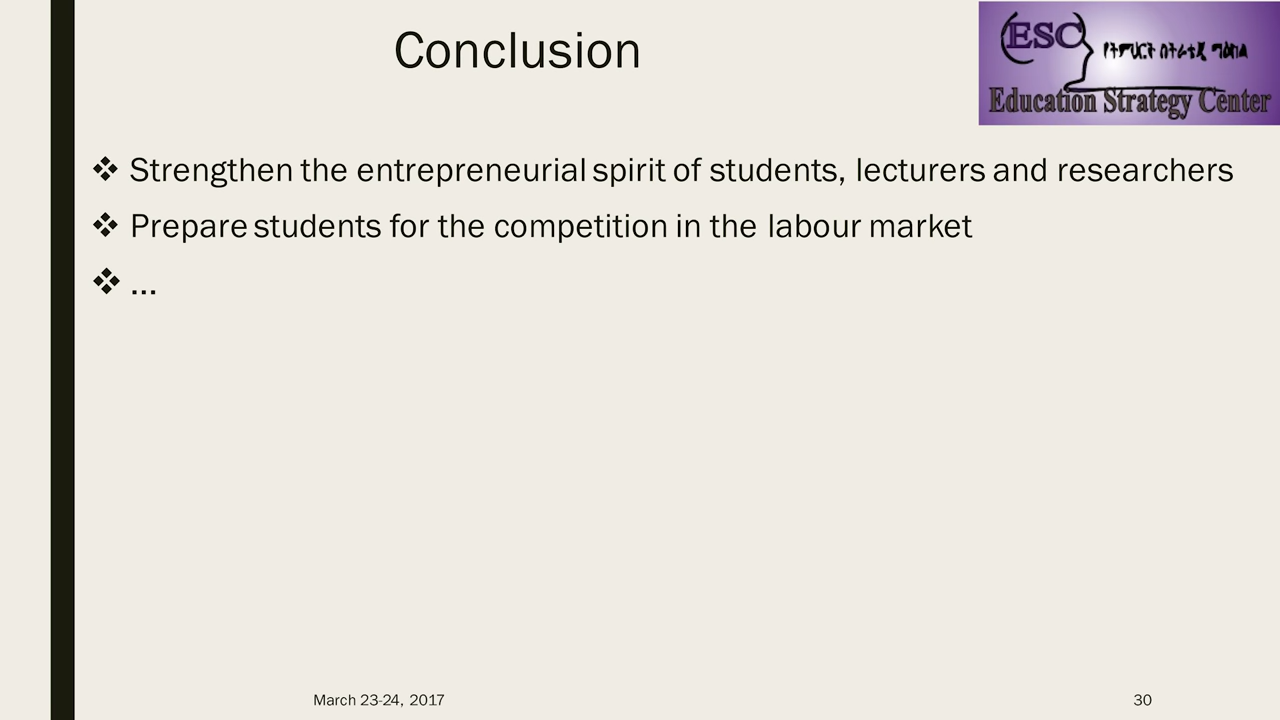 Conclusion
ESC
Education Strategy Center
❖ Strengthen the entrepreneurial spirit of students, lecturers and researchers
❖ Prepare students for the competition in the labour market
❖ ...
March 23-24, 2017
30